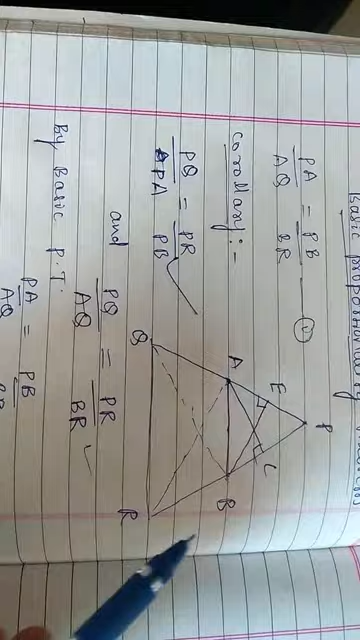 Basic proportionality
PA/AQ = PB/BR — (v)
Corollary:-
PQ/PA = PR/PB
and
PQ/AQ = PR/BR
By Basic P.T.
PA/AQ = PB/BR
P
E
C
A
B
Q
R